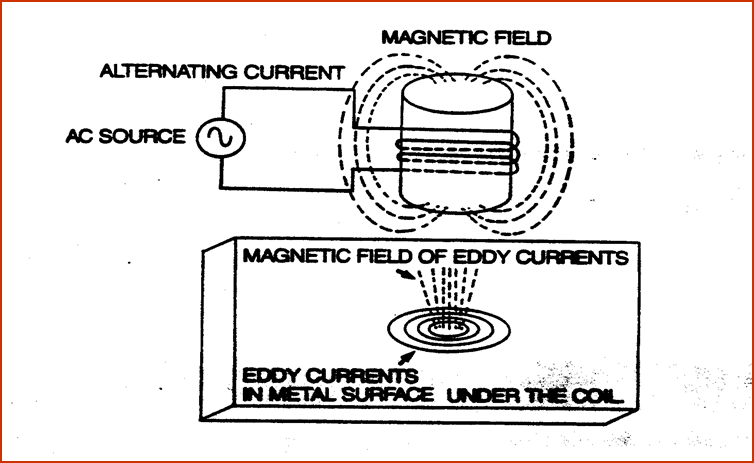 MAGNETIC FIELD
ALTERNATING CURRENT
AC SOURCE
MAGNETIC FIELD OF EDDY CURRENTS
EDDY CURRENTS
IN METAL SURFACE UNDER THE COIL